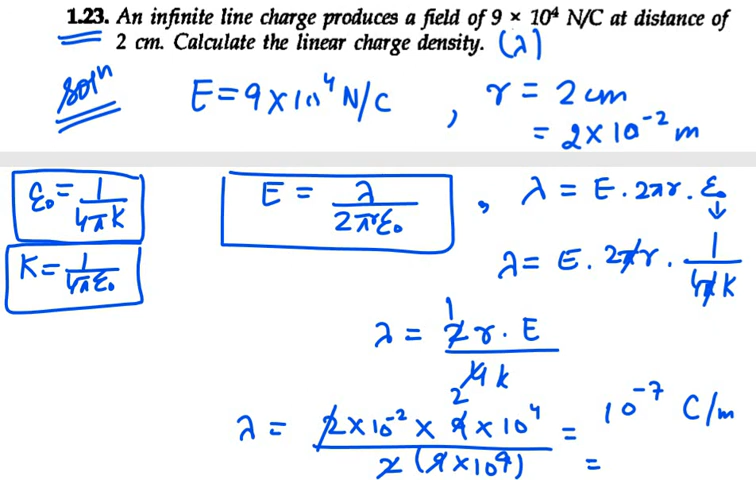 1.23. An infinite line charge produces a field of 9 × 10⁴ N/C at distance of
2 cm. Calculate the linear charge density. (λ)
Solⁿ E = 9 × 10⁴ N/C , r = 2 cm
= 2 × 10⁻² m
ε₀ = 1/4πK E = λ/2πrε₀ , λ = E . 2πr . ε₀
K = 1/4πε₀ λ = E . 2πr . 1/4πK
λ = 2r . E / 4k 1 2
λ = 2 × 10⁻² × 9 × 10⁴ / 2 (9 × 10⁹) = 10⁻⁷ C/m
=